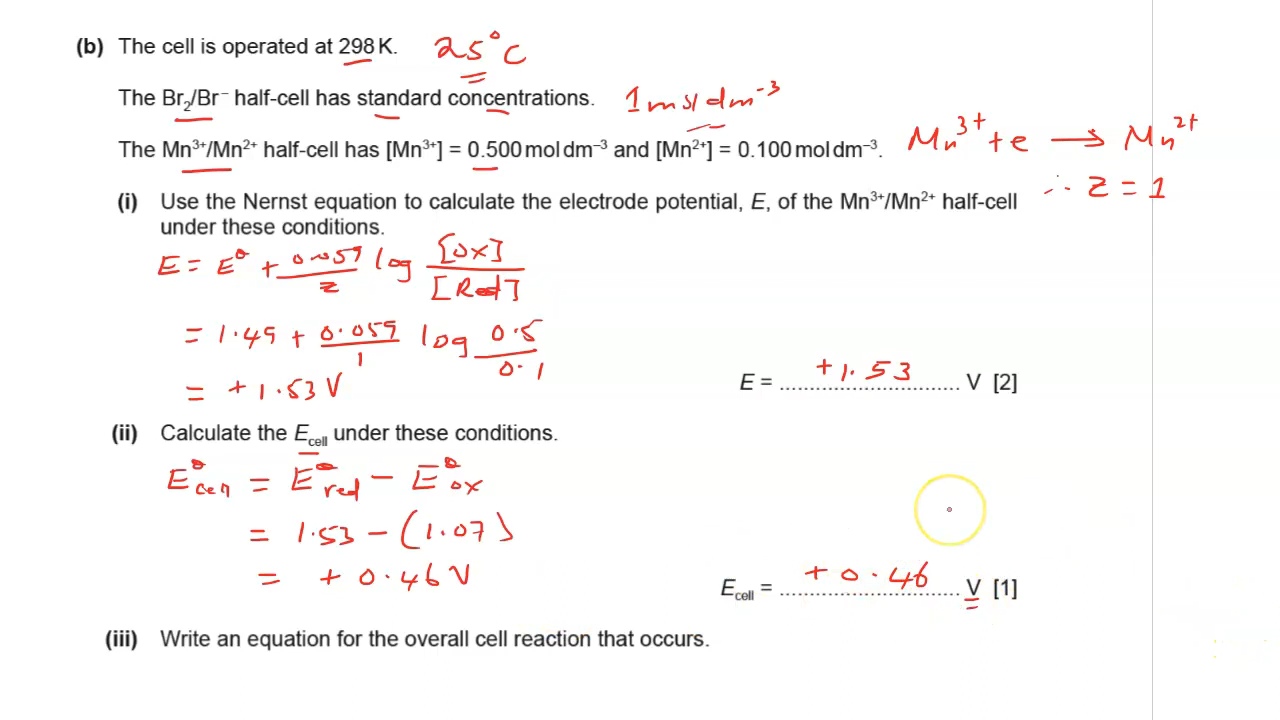 (b) The cell is operated at 298 K. 25°C
The Br₂/Br⁻ half-cell has standard concentrations. 1 mol dm⁻³
The Mn³⁺/Mn²⁺ half-cell has [Mn³⁺] = 0.500 mol dm⁻³ and [Mn²⁺] = 0.100 mol dm⁻³.
Mn³⁺ + e ⟶ Mn²⁺
∴ z = 1
(i) Use the Nernst equation to calculate the electrode potential, E, of the Mn³⁺/Mn²⁺ half-cell
under these conditions.
E = E^θ + 0.059/z log [Ox]/[Red]
= 1.49 + 0.059/1 log 0.5/0.1
= +1.53 V
E = +1.53 V [2]
(ii) Calculate the E_cell under these conditions.
E^θ_cell = E^θ_red − E^θ_ox
= 1.53 − (1.07)
= +0.46 V
E_cell = +0.46 V [1]
(iii) Write an equation for the overall cell reaction that occurs.